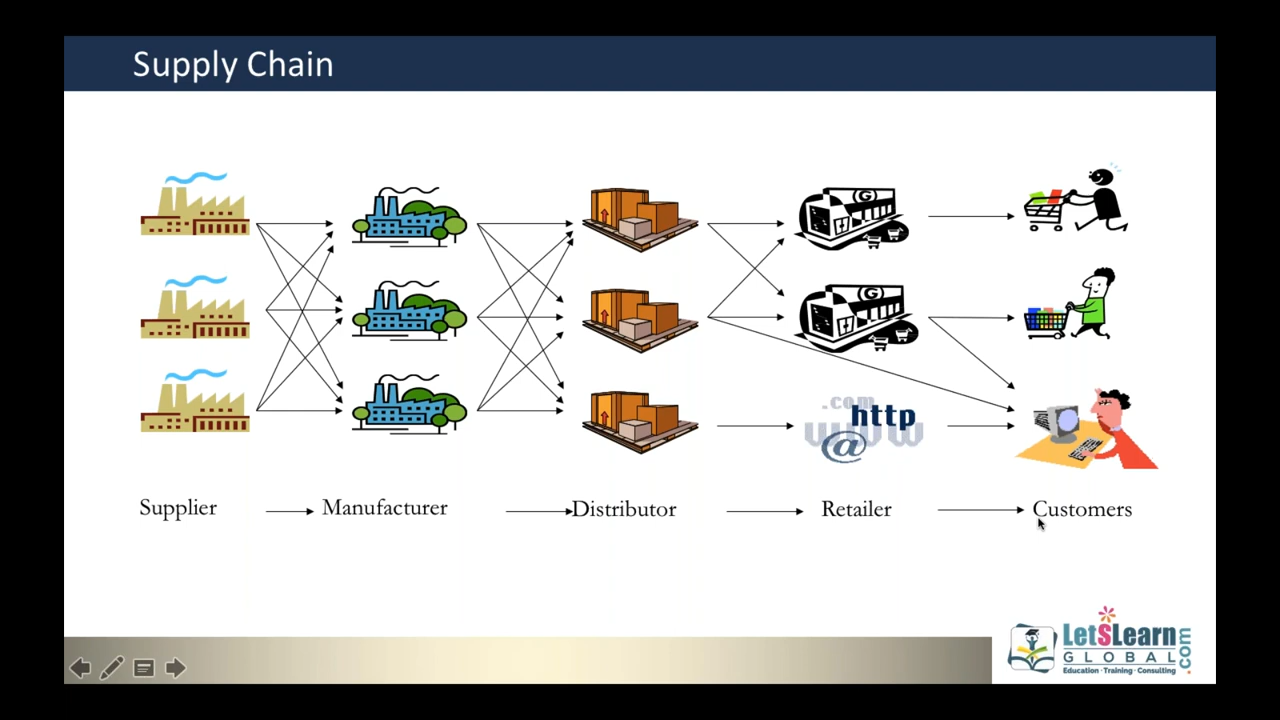 Supply Chain
G
G
.com
http
www
@
Supplier
Manufacturer
Distributor
Retailer
Customers
LetSLearn
.com
GLOBAL
Education · Training · Consulting